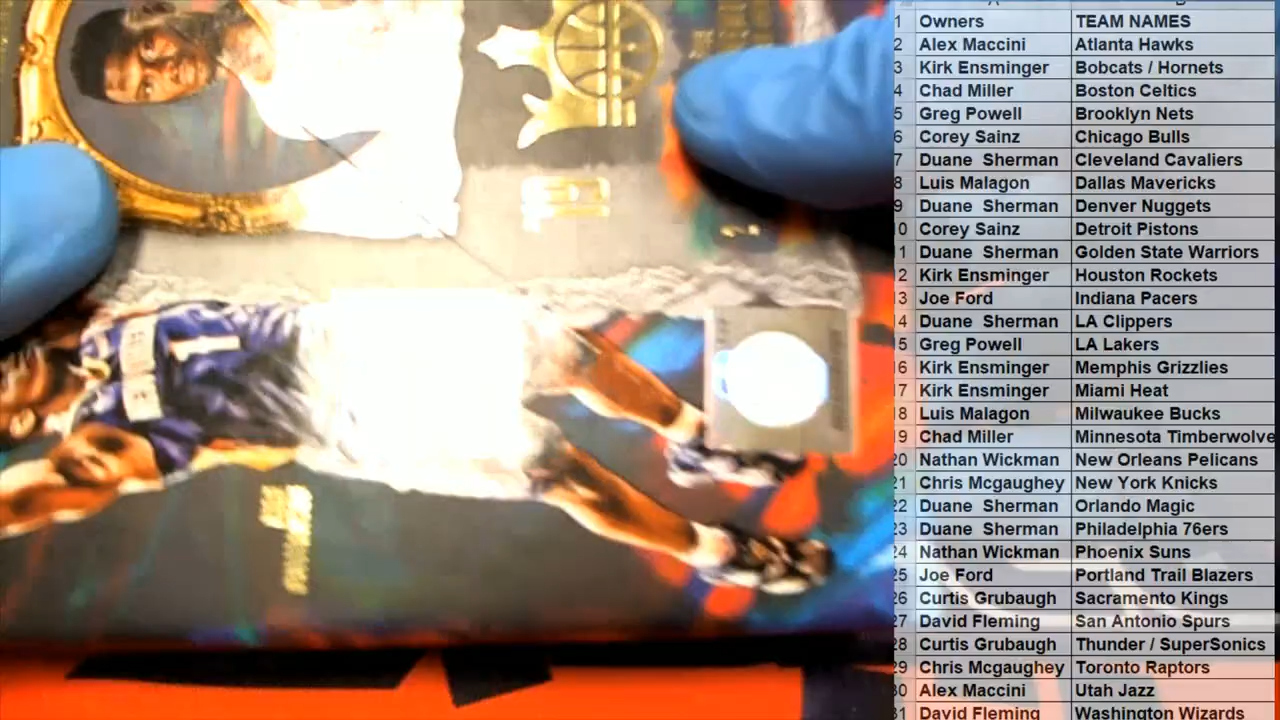 1 Owners TEAM NAMES
2 Alex Maccini Atlanta Hawks
3 Kirk Ensminger Bobcats / Hornets
4 Chad Miller Boston Celtics
5 Greg Powell Brooklyn Nets
6 Corey Sainz Chicago Bulls
7 Duane Sherman Cleveland Cavaliers
8 Luis Malagon Dallas Mavericks
9 Duane Sherman Denver Nuggets
0 Corey Sainz Detroit Pistons
1 Duane Sherman Golden State Warriors
2 Kirk Ensminger Houston Rockets
13 Joe Ford Indiana Pacers
14 Duane Sherman LA Clippers
15 Greg Powell LA Lakers
16 Kirk Ensminger Memphis Grizzlies
17 Kirk Ensminger Miami Heat
18 Luis Malagon Milwaukee Bucks
19 Chad Miller Minnesota Timberwolve
20 Nathan Wickman New Orleans Pelicans
21 Chris Mcgaughey New York Knicks
22 Duane Sherman Orlando Magic
23 Duane Sherman Philadelphia 76ers
24 Nathan Wickman Phoenix Suns
25 Joe Ford Portland Trail Blazers
26 Curtis Grubaugh Sacramento Kings
27 David Fleming San Antonio Spurs
28 Curtis Grubaugh Thunder / SuperSonics
29 Chris Mcgaughey Toronto Raptors
30 Alex Maccini Utah Jazz
31 David Fleming Washington Wizards